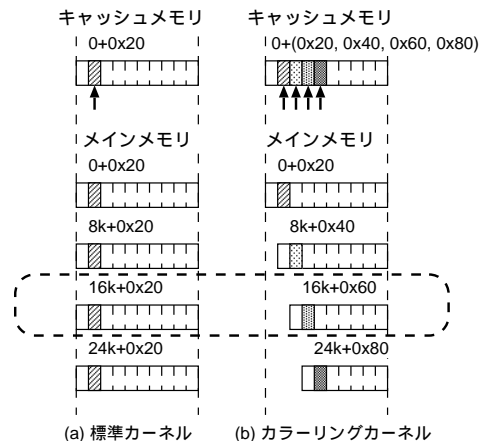 キャッシュメモリ キャッシュメモリ
0+0x20 0+(0x20, 0x40, 0x60, 0x80)
メインメモリ メインメモリ
0+0x20 0+0x20
8k+0x20 8k+0x40
16k+0x20 16k+0x60
24k+0x20 24k+0x80
(a) 標準カーネル (b) カラーリングカーネル